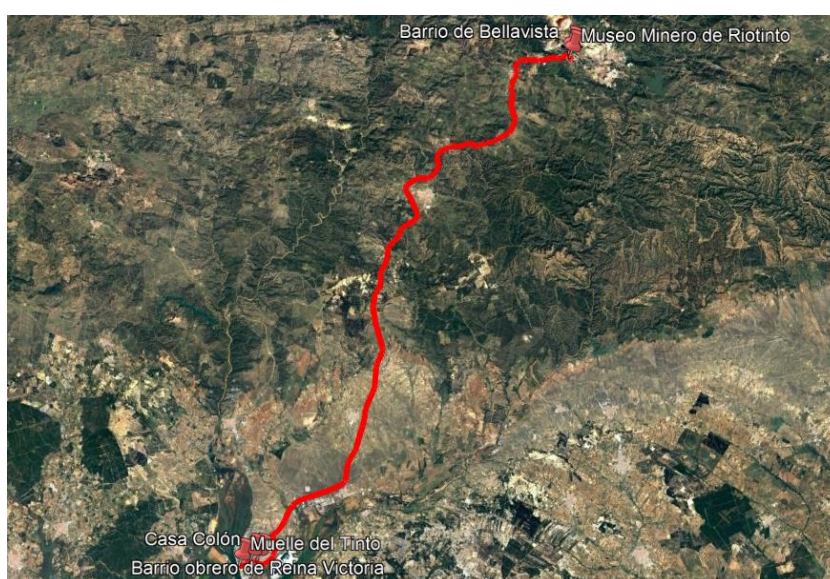 Barrio de Bellavista
Museo Minero de Riotinto
Casa Colón
Muelle del Tinto
Barrio obrero de Reina Victoria